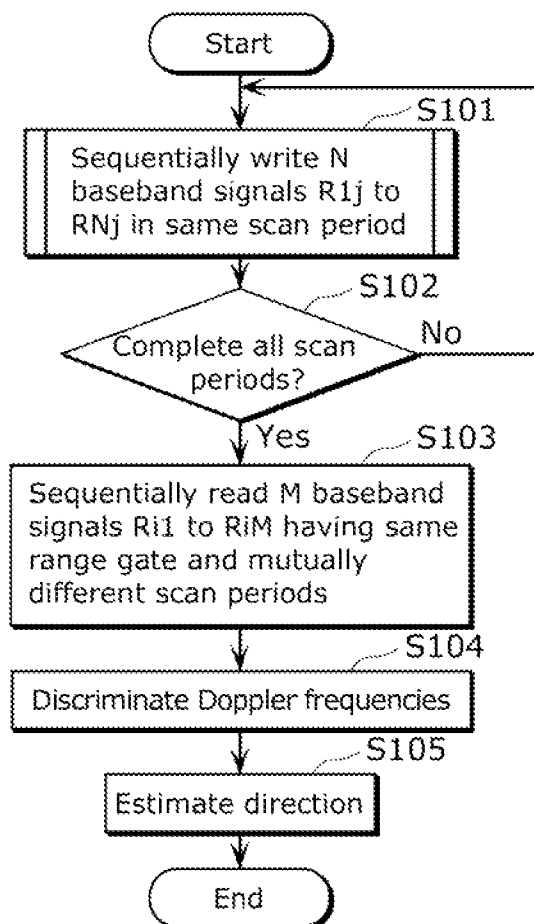 Start
S101
Sequentially write N
baseband signals R1j to
RNj in same scan period
S102
Complete all scan
periods?
No
Yes
S103
Sequentially read M baseband
signals Ri1 to RiM having same
range gate and mutually
different scan periods
S104
Discriminate Doppler frequencies
S105
Estimate direction
End